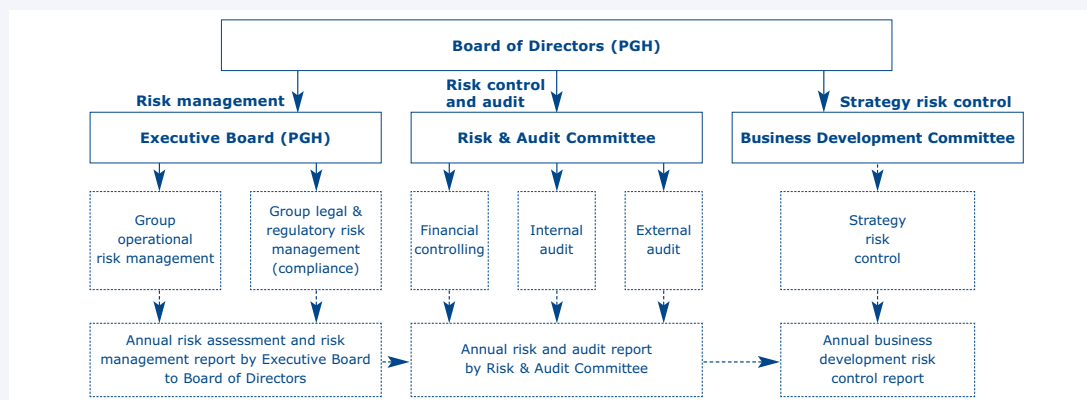 Board of Directors (PGH)
Risk management
Risk control
and audit
Strategy risk control
Executive Board (PGH)
Risk & Audit Committee
Business Development Committee
Group
operational
risk management
Group legal &
regulatory risk
management
(compliance)
Financial
controlling
Internal
audit
External
audit
Strategy
risk
control
Annual risk assessment and risk
management report by Executive Board
to Board of Directors
Annual risk and audit report
by Risk & Audit Committee
Annual business
development risk
control report